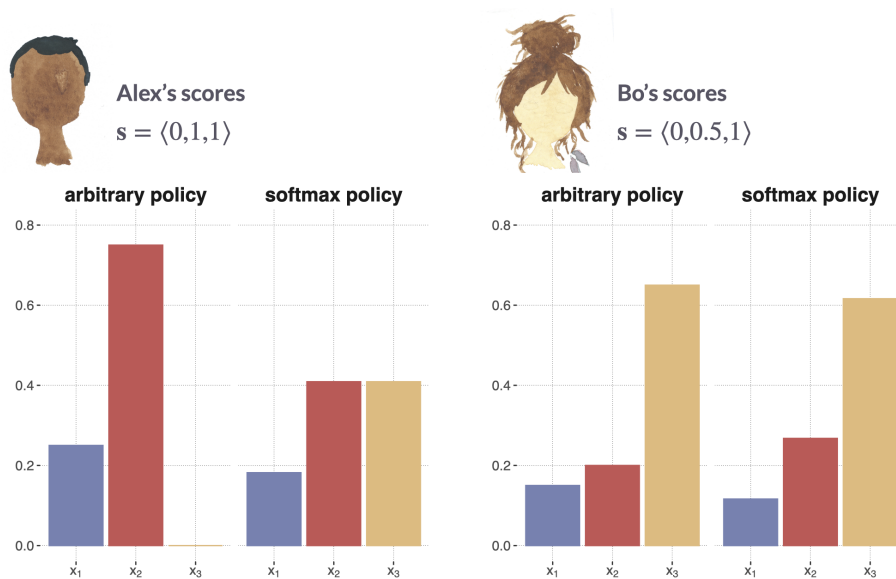 Alex's scores
s = ⟨0,1,1⟩
Bo's scores
s = ⟨0,0.5,1⟩
arbitrary policy
softmax policy
0.8
0.6
0.4
0.2
0.0
x₁ x₂ x₃
x₁ x₂ x₃
arbitrary policy
softmax policy
0.8
0.6
0.4
0.2
0.0
x₁ x₂ x₃
x₁ x₂ x₃